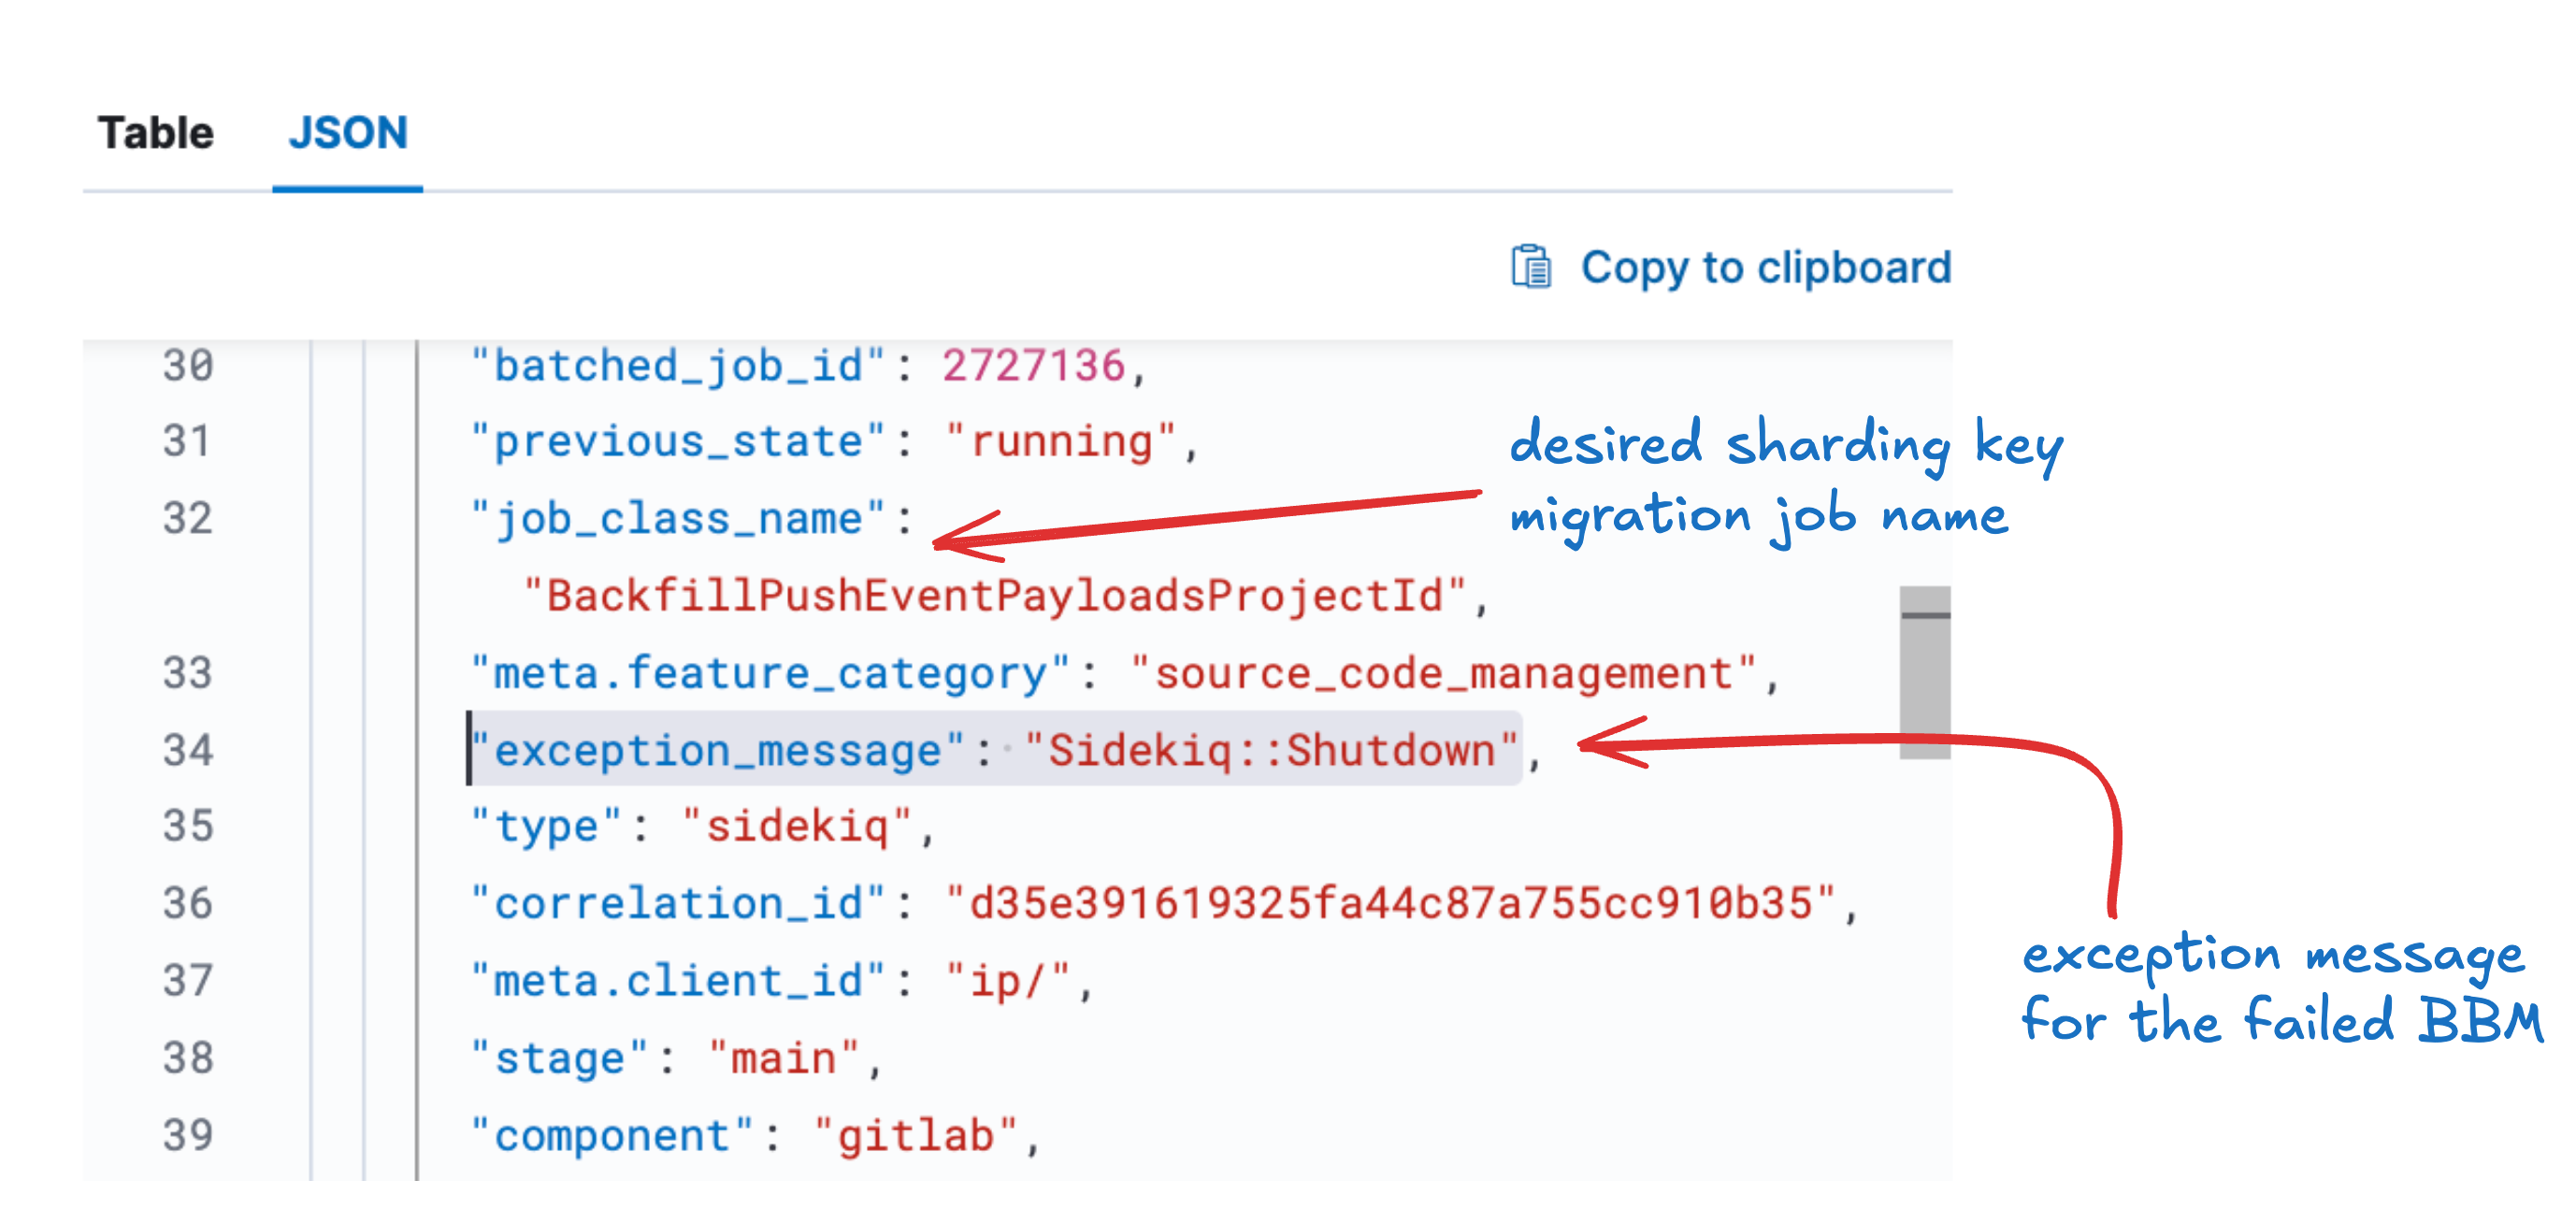 Table JSON
Copy to clipboard
30 "batched_job_id": 2727136,
31 "previous_state": "running",
32 "job_class_name":
"BackfillPushEventPayloadsProjectId",
33 "meta.feature_category": "source_code_management",
34 "exception_message": "Sidekiq::Shutdown",
35 "type": "sidekiq",
36 "correlation_id": "d35e391619325fa44c87a755cc910b35",
37 "meta.client_id": "ip/",
38 "stage": "main",
39 "component": "gitlab",
desired sharding key
migration job name
exception message
for the failed BBM